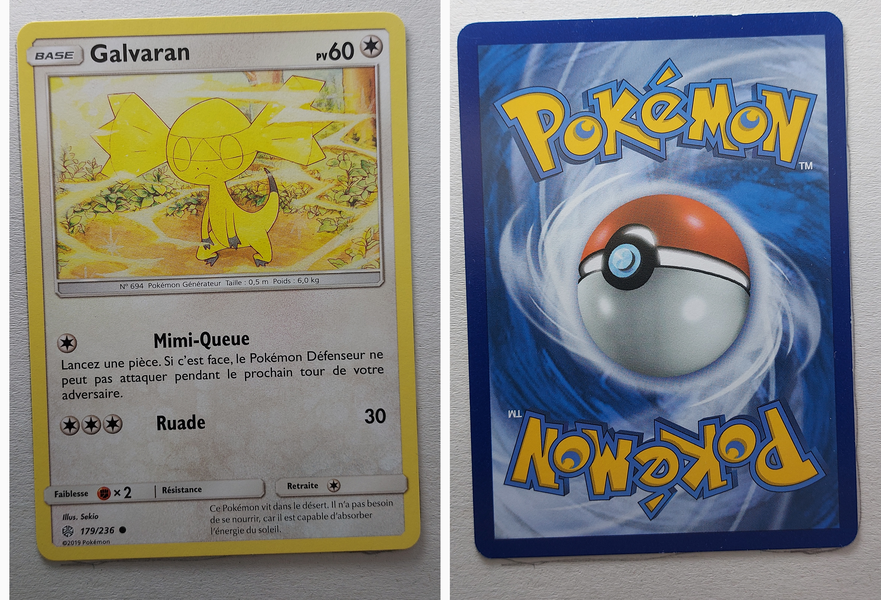 BASE Galvaran PV60
N° 694 Pokémon Générateur Taille : 0,5 m Poids : 6,0 kg
Mimi-Queue
Lancez une pièce. Si c'est face, le Pokémon Défenseur ne
peut pas attaquer pendant le prochain tour de votre
adversaire.
Ruade 30
Faiblesse ×2 Résistance Retraite
Ce Pokémon vit dans le désert. Il n'a pas besoin
de se nourrir, car il est capable d'absorber
l'énergie du soleil.
Illus. Sekio
179/236
©2019 Pokémon
POKéMON
TM
TM
POKéMON